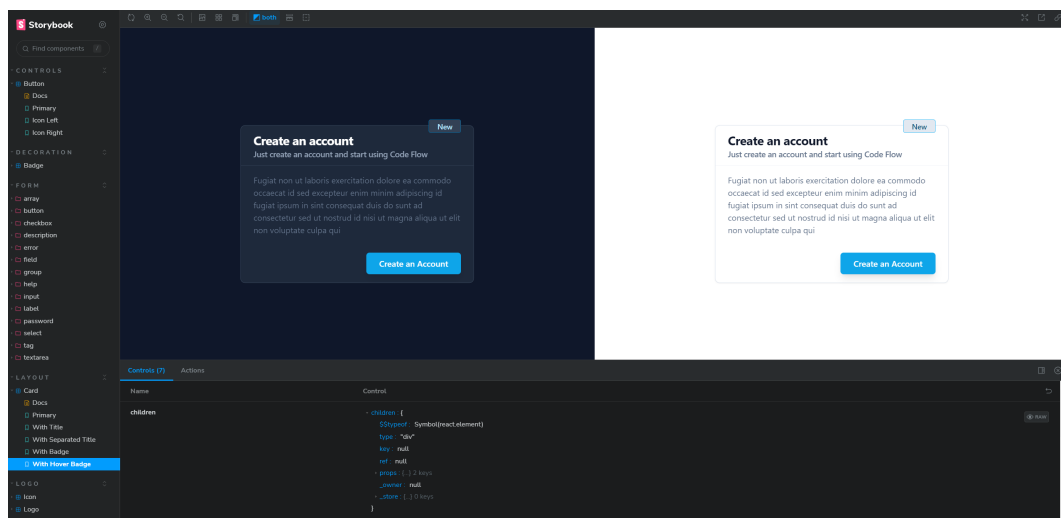 Storybook
Find components
/
CONTROLS
Button
Docs
Primary
Icon Left
Icon Right
DECORATION
Badge
FORM
array
button
checkbox
description
error
field
group
help
input
label
password
select
tag
textarea
LAYOUT
Card
Docs
Primary
With Title
With Separated Title
With Badge
With Hover Badge
LOGO
Icon
Logo
both
New
Create an account
Just create an account and start using Code Flow
Fugiat non ut laboris exercitation dolore ea commodo
occaecat id sed excepteur enim minim adipiscing id
fugiat ipsum in sint consequat duis do sunt ad
consectetur sed ut nostrud id nisi ut magna aliqua ut elit
non voluptate culpa qui
Create an Account
New
Create an account
Just create an account and start using Code Flow
Fugiat non ut laboris exercitation dolore ea commodo
occaecat id sed excepteur enim minim adipiscing id
fugiat ipsum in sint consequat duis do sunt ad
consectetur sed ut nostrud id nisi ut magna aliqua ut elit
non voluptate culpa qui
Create an Account
Controls (7) Actions
Name Control
children
children : {
$$typeof : Symbol(react.element)
type : "div"
key : null
ref : null
props : {...} 2 keys
_owner : null
_store : {...} 0 keys
}
RAW